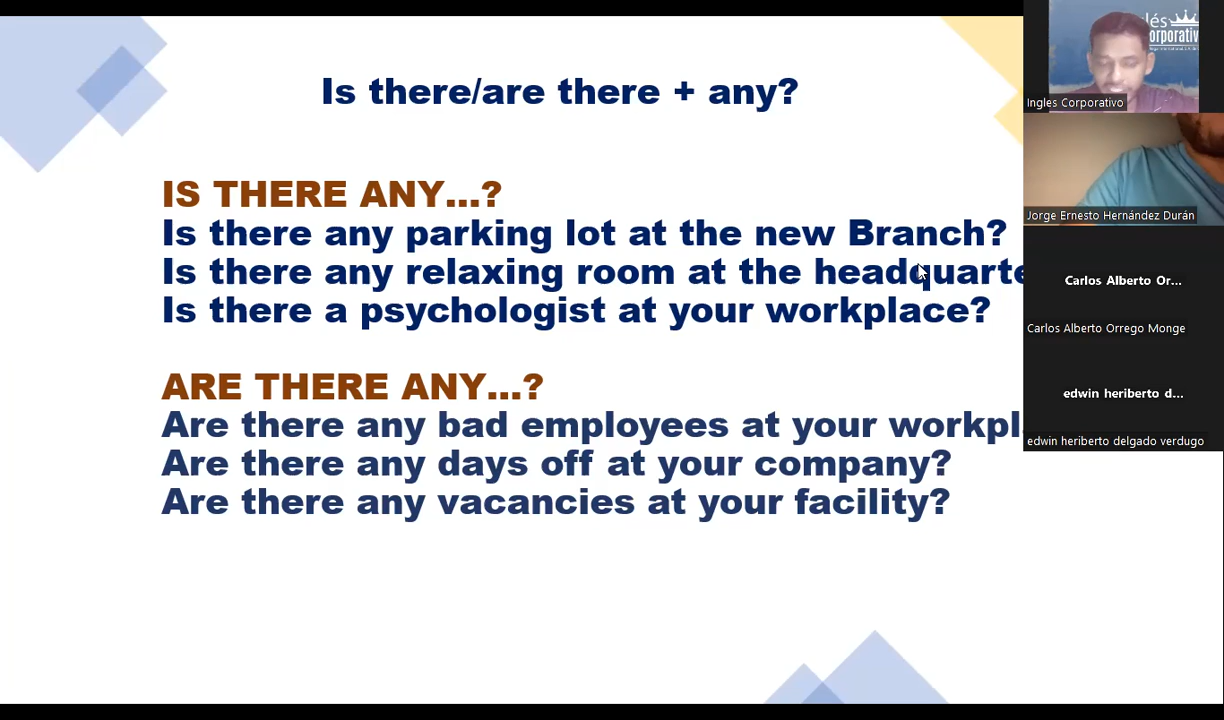 Is there/are there + any?
IS THERE ANY...?
Is there any parking lot at the new Branch?
Is there any relaxing room at the
Is there a psychologist at your workplace?
ARE THERE ANY...?
Are there any bad employees at your
Are there any days off at your company?
Are there any vacancies at your facility?
Ingles Corporativo
Jorge Ernesto Hernández Durán
Carlos Alberto Or...
Carlos Alberto Orrego Monge
edwin heriberto d...
edwin heriberto delgado verdugo